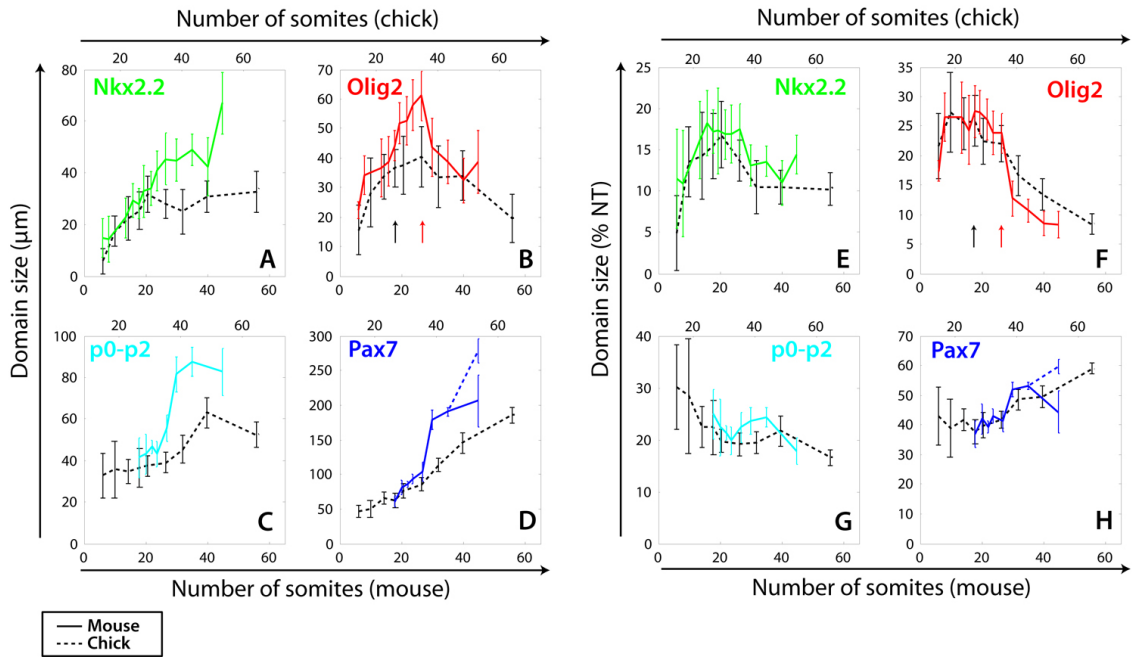 Number of somites (chick)
20 40 60
20 40 60
Domain size (μm)
80
60
40
20
0
Nkx2.2
A
0 20 40 60
70
60
50
40
30
20
10
0
Olig2
B
0 20 40 60
20 40 60
20 40 60
100
80
60
40
20
0
p0-p2
C
0 20 40 60
300
250
200
150
100
50
0
Pax7
D
0 20 40 60
Number of somites (mouse)
Mouse
Chick
Number of somites (chick)
20 40 60
20 40 60
Domain size (% NT)
25
20
15
10
5
0
Nkx2.2
E
0 20 40 60
35
30
25
20
15
10
5
0
Olig2
F
0 20 40 60
20 40 60
20 40 60
40
30
20
10
0
p0-p2
G
0 20 40 60
70
60
50
40
30
20
10
0
Pax7
H
0 20 40 60
Number of somites (mouse)